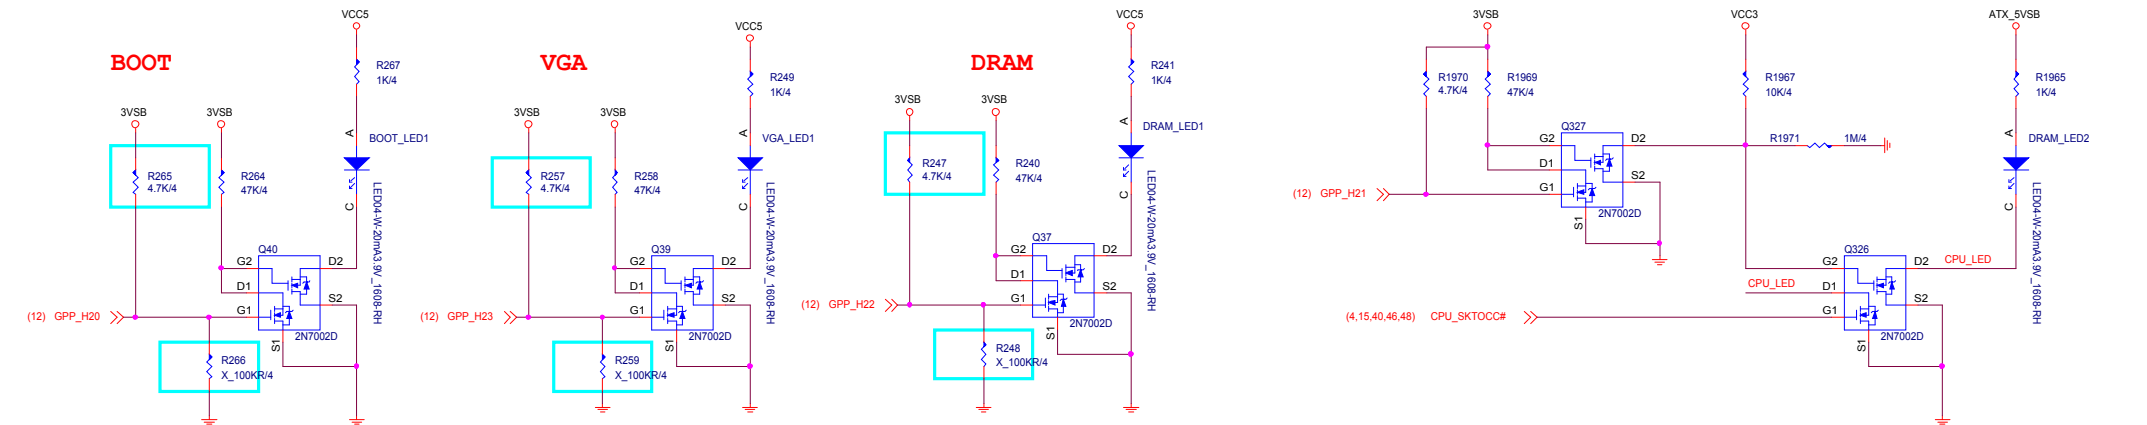 BOOT
3VSB
R265
4.7K/4
3VSB
R264
47K/4
VCC5
R267
1K/4
A
BOOT_LED1
C
LED04-W-20mA3.9V_1608-RH
Q40
G2
D1
G1
D2
S2
S1
2N7002D
(12) GPP_H20
R266
X_100KR/4
VGA
3VSB
R257
4.7K/4
3VSB
R258
47K/4
VCC5
R249
1K/4
A
VGA_LED1
C
LED04-W-20mA3.9V_1608-RH
Q39
G2
D1
G1
D2
S2
S1
2N7002D
(12) GPP_H23
R259
X_100KR/4
DRAM
3VSB
R247
4.7K/4
3VSB
R240
47K/4
VCC5
R241
1K/4
A
DRAM_LED1
C
LED04-W-20mA3.9V_1608-RH
Q37
G2
D1
G1
D2
S2
S1
2N7002D
(12) GPP_H22
R248
X_100KR/4
3VSB
R1970
4.7K/4
R1969
47K/4
Q327
G2
D1
G1
D2
S2
S1
2N7002D
(12) GPP_H21
VCC3
R1967
10K/4
R1971 1M/4
ATX_5VSB
R1965
1K/4
A
DRAM_LED2
C
LED04-W-20mA3.9V_1608-RH
Q326
G2
D1
G1
D2
S2
S1
2N7002D
CPU_LED
CPU_LED
(4,15,40,46,48) CPU_SKTOCC#